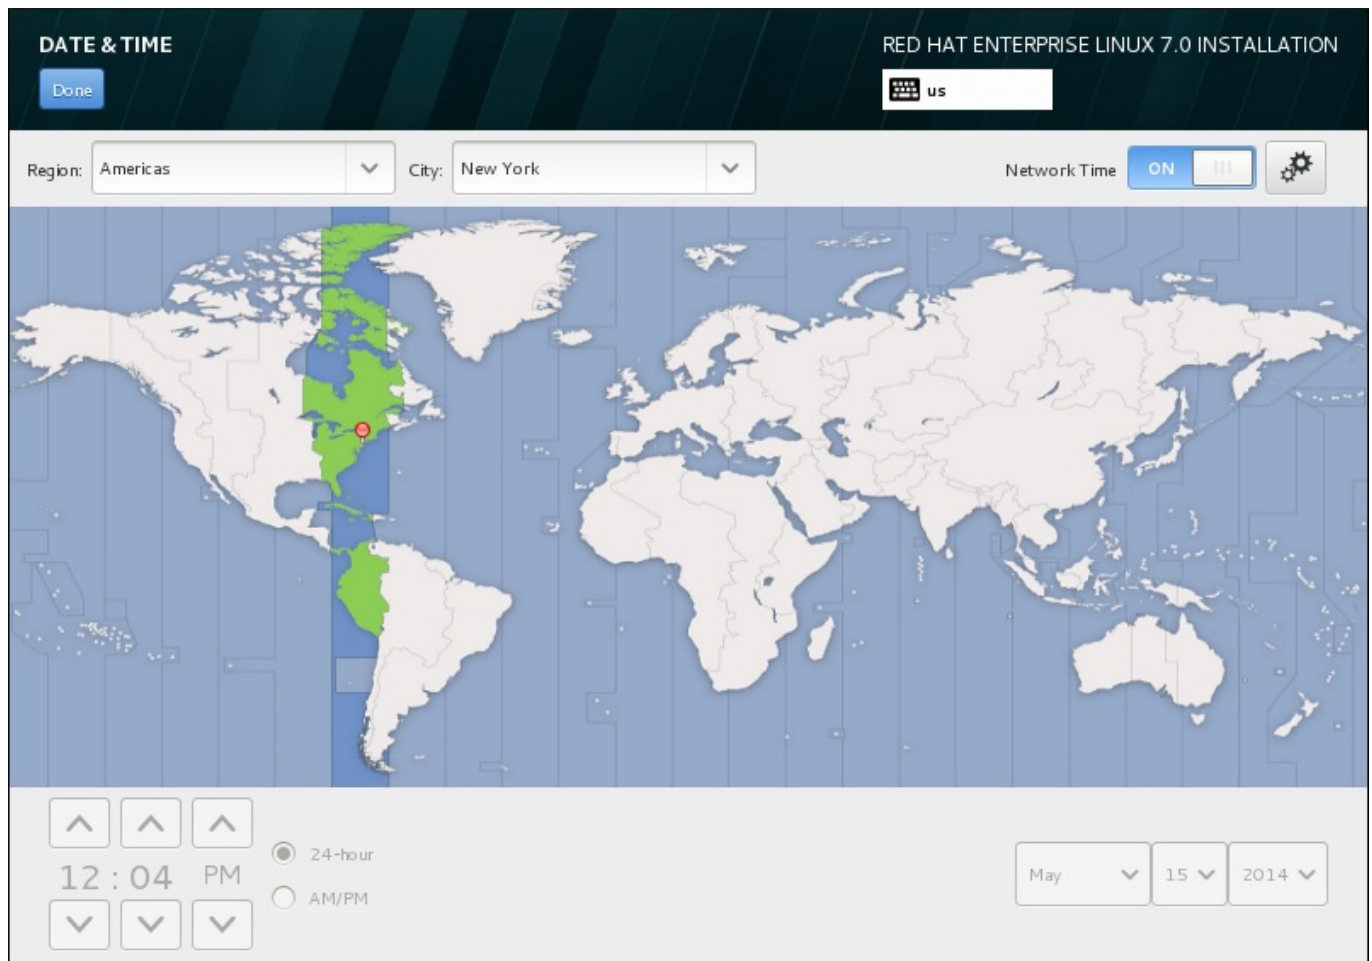 DATE & TIME
RED HAT ENTERPRISE LINUX 7.0 INSTALLATION
Done
us
Region: Americas City: New York Network Time ON
12 : 04 PM
24-hour
AM/PM
May 15 2014